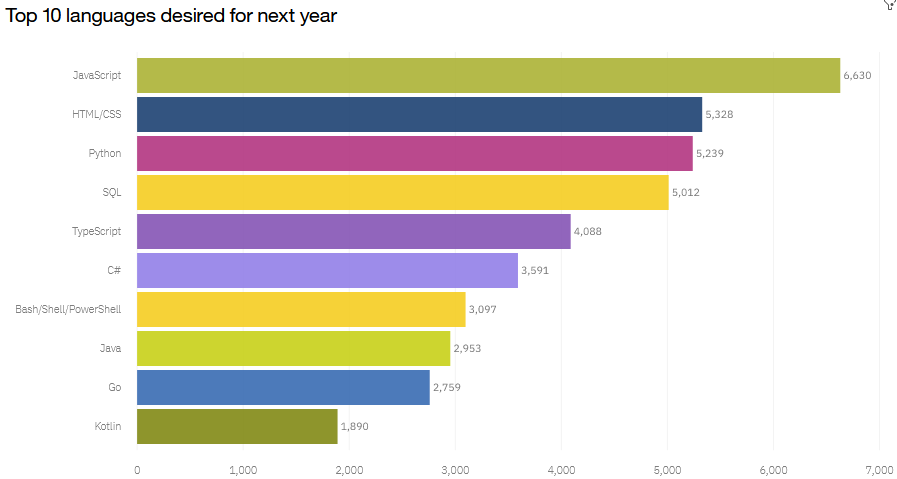 Top 10 languages desired for next year
JavaScript 6,630
HTML/CSS 5,328
Python 5,239
SQL 5,012
TypeScript 4,088
C# 3,591
Bash/Shell/PowerShell 3,097
Java 2,953
Go 2,759
Kotlin 1,890
0 1,000 2,000 3,000 4,000 5,000 6,000 7,000